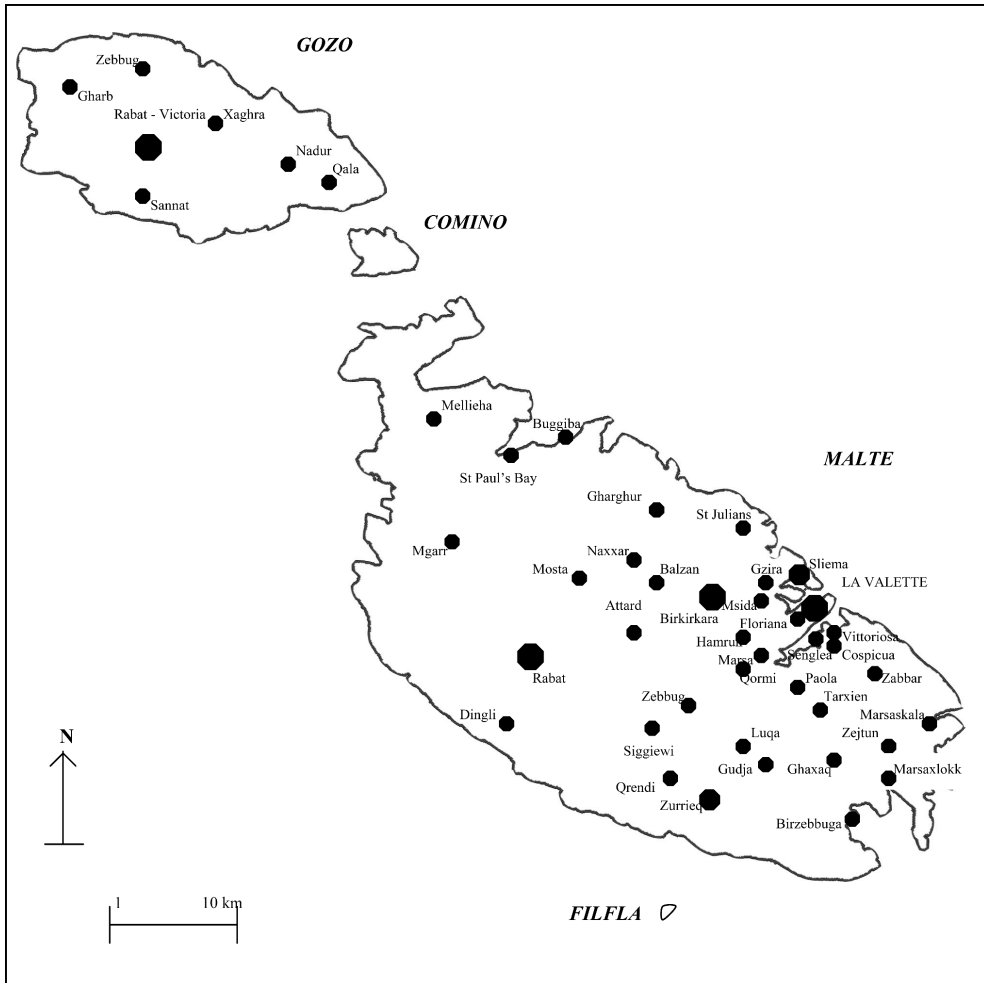 GOZO
Zebbug
Gharb
Rabat - Victoria
Xaghra
Nadur
Qala
Sannat
COMINO
Mellieha
Buggiba
St Paul's Bay
MALTE
Gharghur
St Julians
Mgarr
Naxxar
Mosta
Balzan
Gzira
Sliema
LA VALETTE
Attard
Birkirkara
Msida
Floriana
Hamrun
Vittoriosa
Marsa
Senglea
Cospicua
Rabat
Qormi
Paola
Zabbar
Zebbug
Tarxien
Dingli
Marsaskala
Siggiewi
Luqa
Zejtun
Gudja
Ghaxaq
Marsaxlokk
Qrendi
Zurrieq
Birzebbuga
N
1 10 km
FILFLA